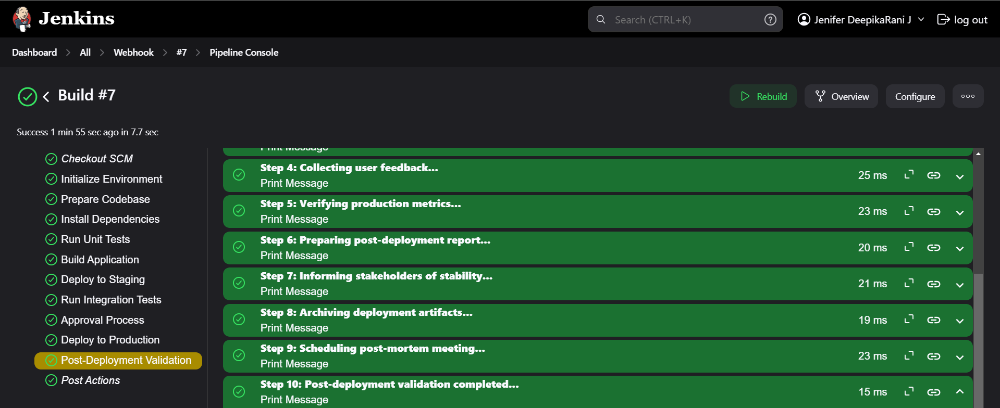 Jenkins
Search (CTRL+K)
Jenifer DeepikaRani J
log out
Dashboard
All
Webhook
#7
Pipeline Console
Build #7
Rebuild
Overview
Configure
Success 1 min 55 sec ago in 7.7 sec
Checkout SCM
Initialize Environment
Prepare Codebase
Install Dependencies
Run Unit Tests
Build Application
Deploy to Staging
Run Integration Tests
Approval Process
Deploy to Production
Post-Deployment Validation
Post Actions
Print Message
Step 4: Collecting user feedback...
Print Message
25 ms
Step 5: Verifying production metrics...
Print Message
23 ms
Step 6: Preparing post-deployment report...
Print Message
20 ms
Step 7: Informing stakeholders of stability...
Print Message
21 ms
Step 8: Archiving deployment artifacts...
Print Message
19 ms
Step 9: Scheduling post-mortem meeting...
Print Message
23 ms
Step 10: Post-deployment validation completed...
Print Message
15 ms